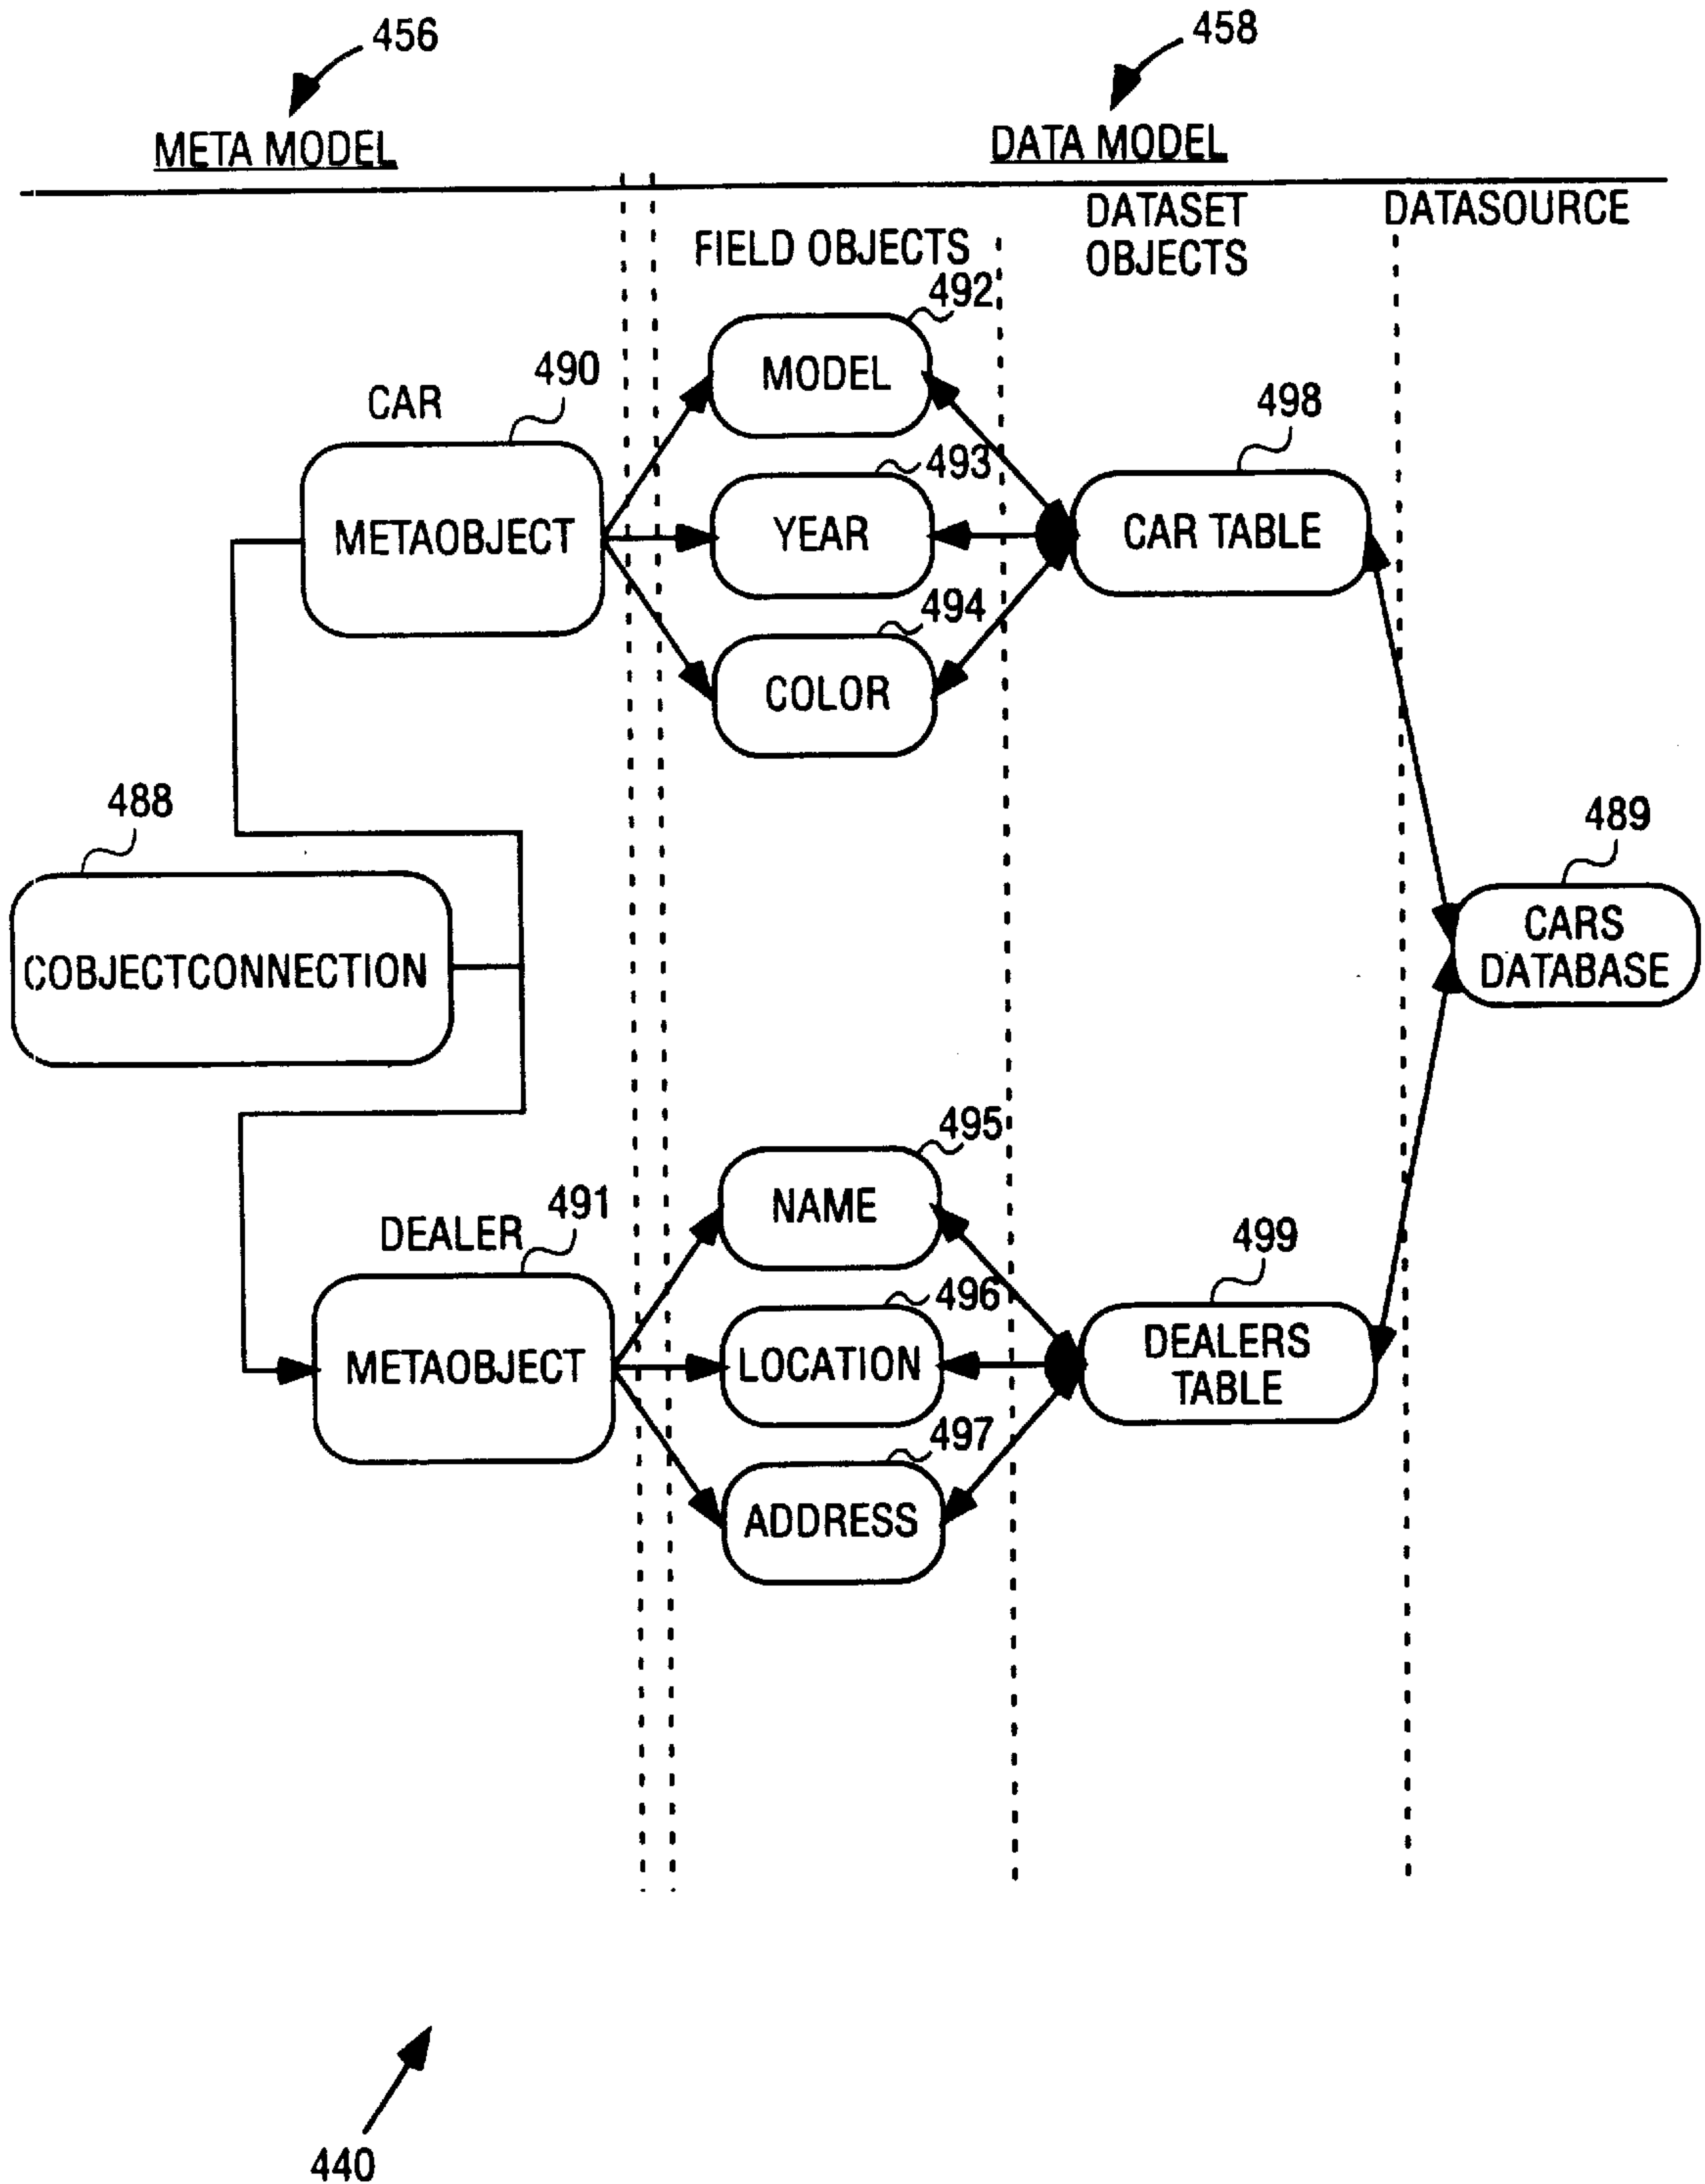 456
458
META MODEL
DATA MODEL
FIELD OBJECTS
DATASET
OBJECTS
DATASOURCE
492
MODEL
CAR
490
METAOBJECT
493
YEAR
498
CAR TABLE
494
COLOR
488
COBJECTCONNECTION
489
CARS
DATABASE
495
NAME
DEALER
491
METAOBJECT
496
LOCATION
499
DEALERS
TABLE
497
ADDRESS
440